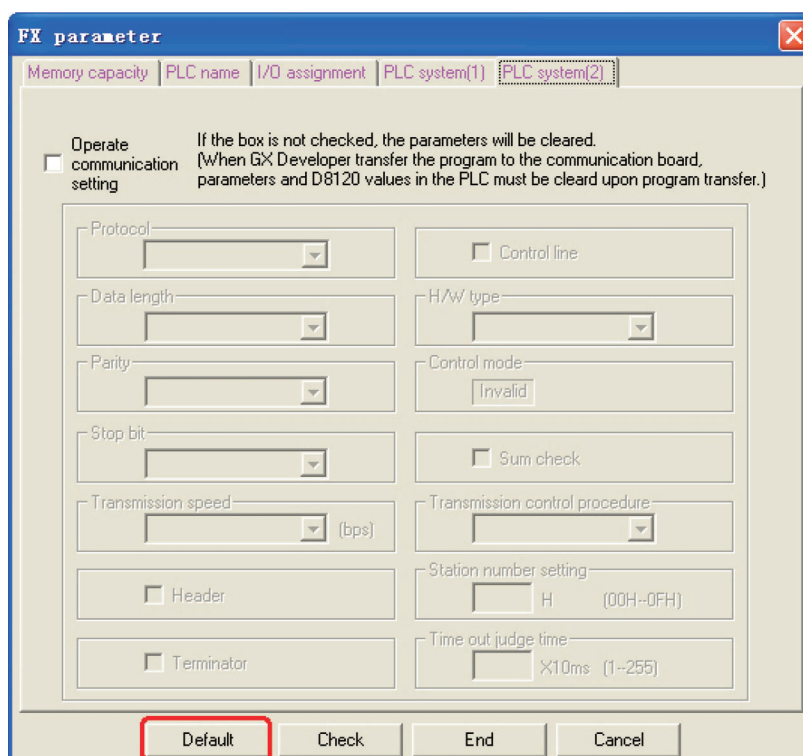 FX parameter
Memory capacity PLC name I/O assignment PLC system(1) PLC system(2)
Operate communication setting
If the box is not checked, the parameters will be cleared.
(When GX Developer transfer the program to the communication board,
parameters and D8120 values in the PLC must be cleard upon program transfer.)
Protocol
Control line
Data length
H/W type
Parity
Control mode
Invalid
Stop bit
Sum check
Transmission speed
(bps)
Transmission control procedure
Header
Station number setting
H (00H--0FH)
Terminator
Time out judge time
X10ms (1--255)
Default Check End Cancel